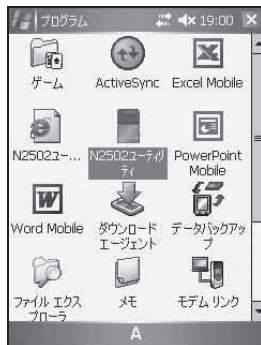 プログラム 19:00
ゲーム ActiveSync Excel Mobile
N2502ユー... N2502ユーティリ PowerPoint
ティ Mobile
Word Mobile ダウンロード データバックアッ
エージェント プ
ファイル エクス メモ モデム リンク
プローラ
A